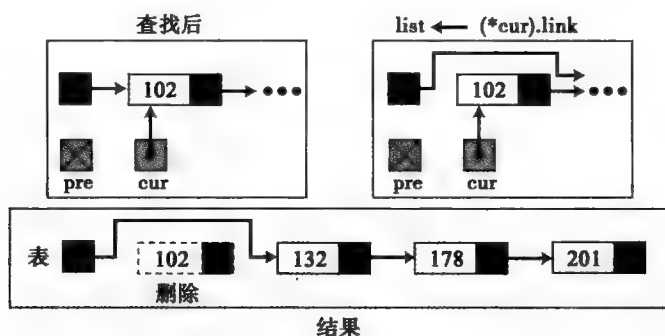 查找后
102
pre
cur
list ← (*cur).link
102
pre
cur
表
102
132
178
201
删除
结果